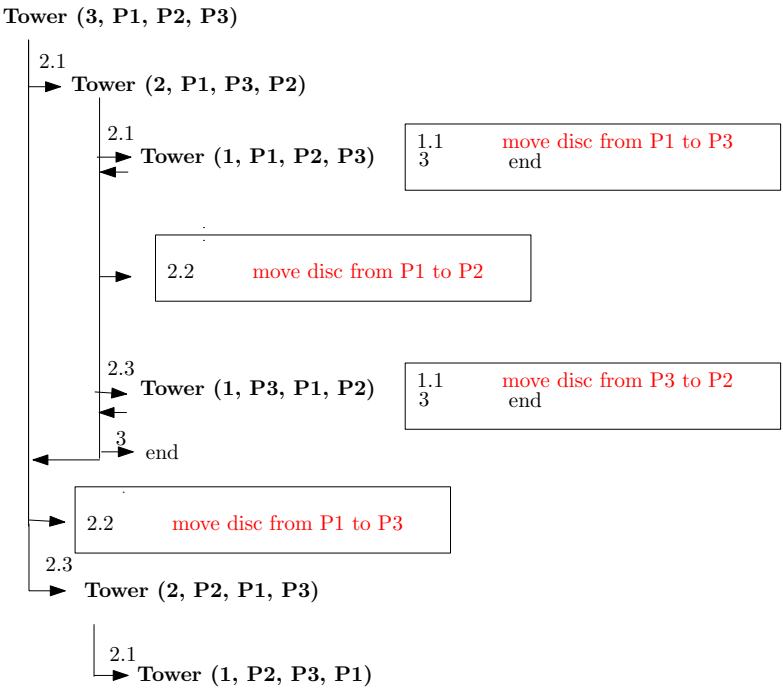 Tower (3, P1, P2, P3)
2.1
Tower (2, P1, P3, P2)
2.1
Tower (1, P1, P2, P3)
1.1 move disc from P1 to P3
3 end
2.2 move disc from P1 to P2
2.3
Tower (1, P3, P1, P2)
1.1 move disc from P3 to P2
3 end
3
end
2.2 move disc from P1 to P3
2.3
Tower (2, P2, P1, P3)
2.1
Tower (1, P2, P3, P1)